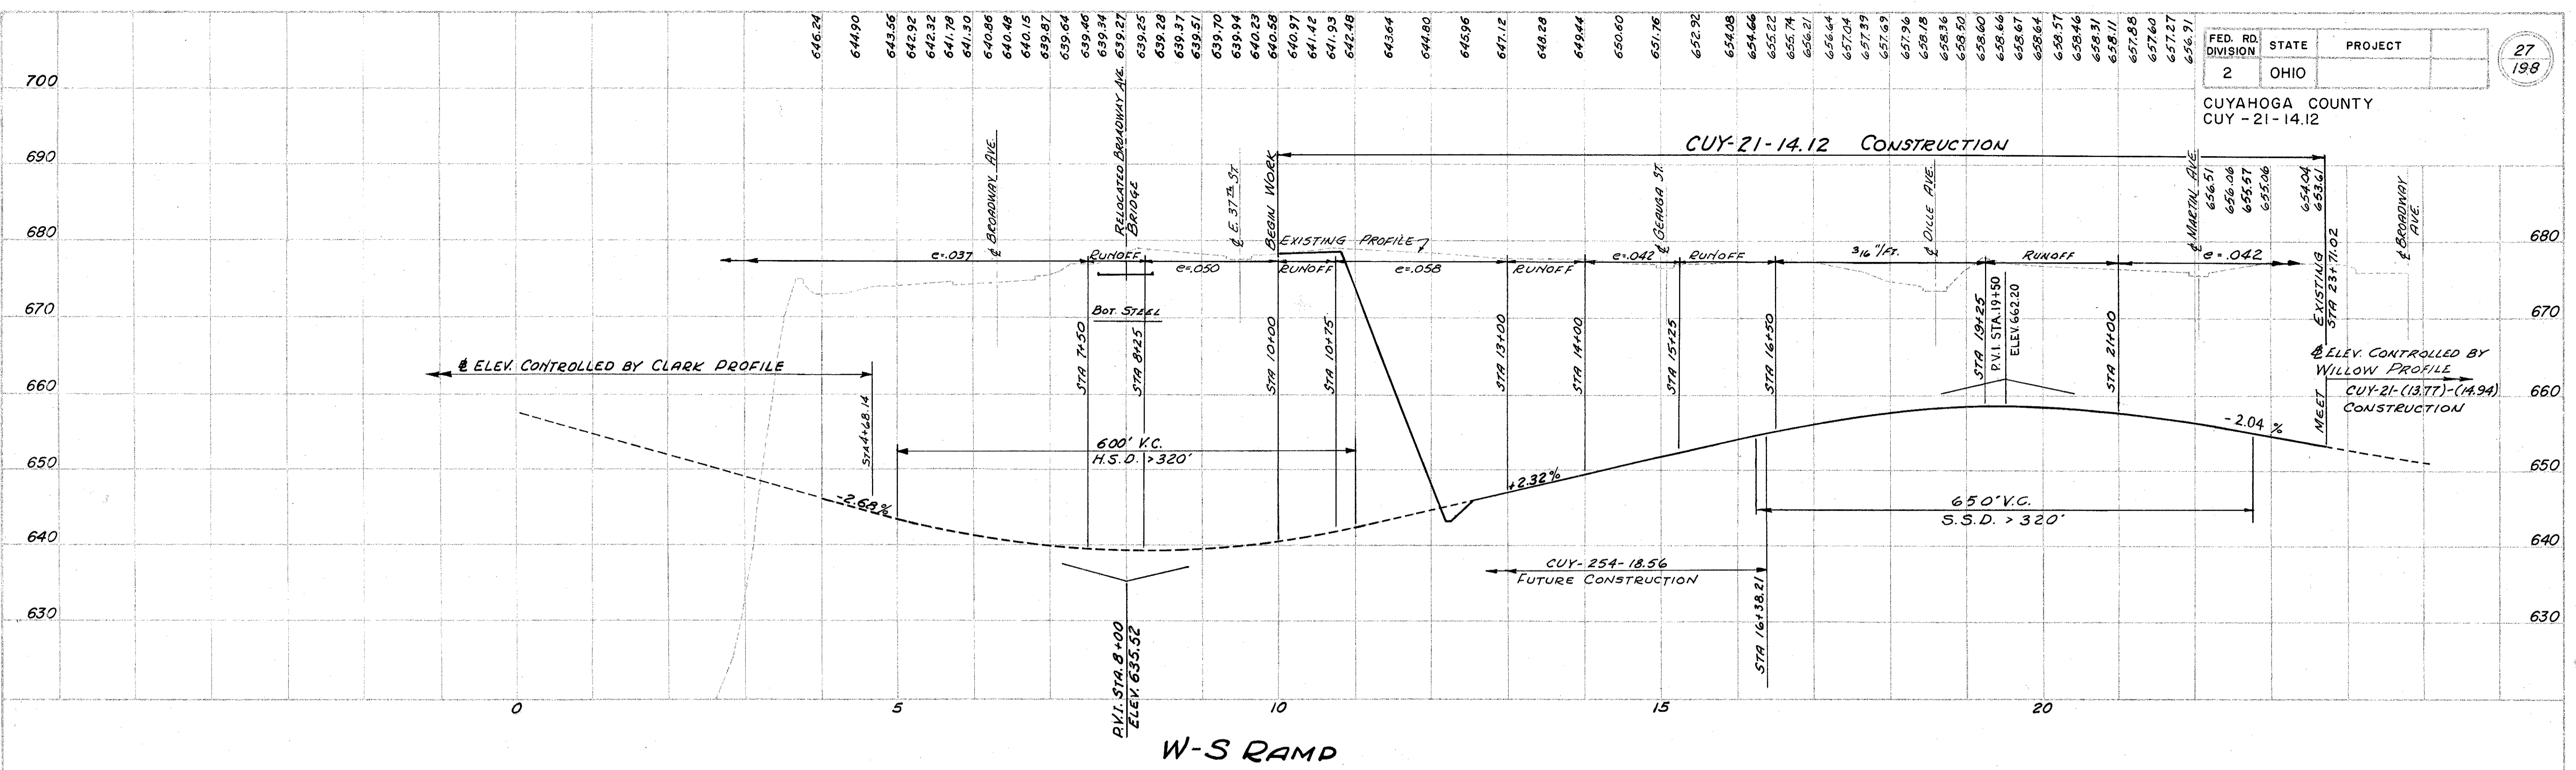 646.24
644.90
643.56
642.92
642.32
641.78
641.30
640.86
640.48
640.15
639.87
639.64
639.46
639.34
639.27
639.25
639.28
639.37
639.51
639.70
639.94
640.23
640.58
640.97
641.42
641.93
642.48
643.64
644.80
645.96
647.12
648.28
649.44
650.60
651.76
652.92
654.08
654.66
655.22
655.74
656.21
656.64
657.04
657.39
657.69
657.96
658.18
658.36
658.50
658.60
658.66
658.67
658.64
658.57
658.46
658.31
658.11
657.88
657.60
657.27
656.91
656.51
656.06
655.57
655.06
654.04
653.61
FED. RD. DIVISION
STATE
PROJECT
2
OHIO
27
198
CUYAHOGA COUNTY
CUY-21-14.12
700
690
680
670
660
650
640
630
680
670
660
650
640
630
CUY-21-14.12 CONSTRUCTION
℄ BROADWAY AVE.
RELOCATED BROADWAY AVE.
BRIDGE
℄ E. 37TH ST.
BEGIN WORK
EXISTING PROFILE
℄ GEAUGA ST.
℄ DILLE AVE.
℄ MARTIN AVE.
℄ BROADWAY
AVE.
e=.037
RUNOFF
e=.050
RUNOFF
e=.058
RUNOFF
e=.042
RUNOFF
3/16"/FT.
RUNOFF
e=.042
BOT. STEEL
STA 7+50
STA 8+25
STA 10+00
STA 10+75
STA 13+00
STA 14+00
STA 15+25
STA 16+50
STA 19+25
P.V.I. STA.19+50
ELEV.662.20
STA 21+00
MEET EXISTING
STA 23+71.02
℄ ELEV. CONTROLLED BY CLARK PROFILE
STA 4+68.14
℄ ELEV. CONTROLLED BY
WILLOW PROFILE
CUY-21-(13.77)-(14.94)
CONSTRUCTION
600' V.C.
H.S.D. >320'
-2.68%
+2.32%
-2.04 %
650' V.C.
S.S.D. > 320'
CUY-254-18.56
FUTURE CONSTRUCTION
STA 16+38.21
P.V.I. STA. 8+00
ELEV. 635.52
0
5
10
15
20
W-S RAMP